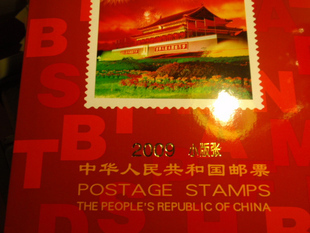 2009 小版张
中华人民共和国邮票
POSTAGE STAMPS
THE PEOPLE'S REPUBLIC OF CHINA